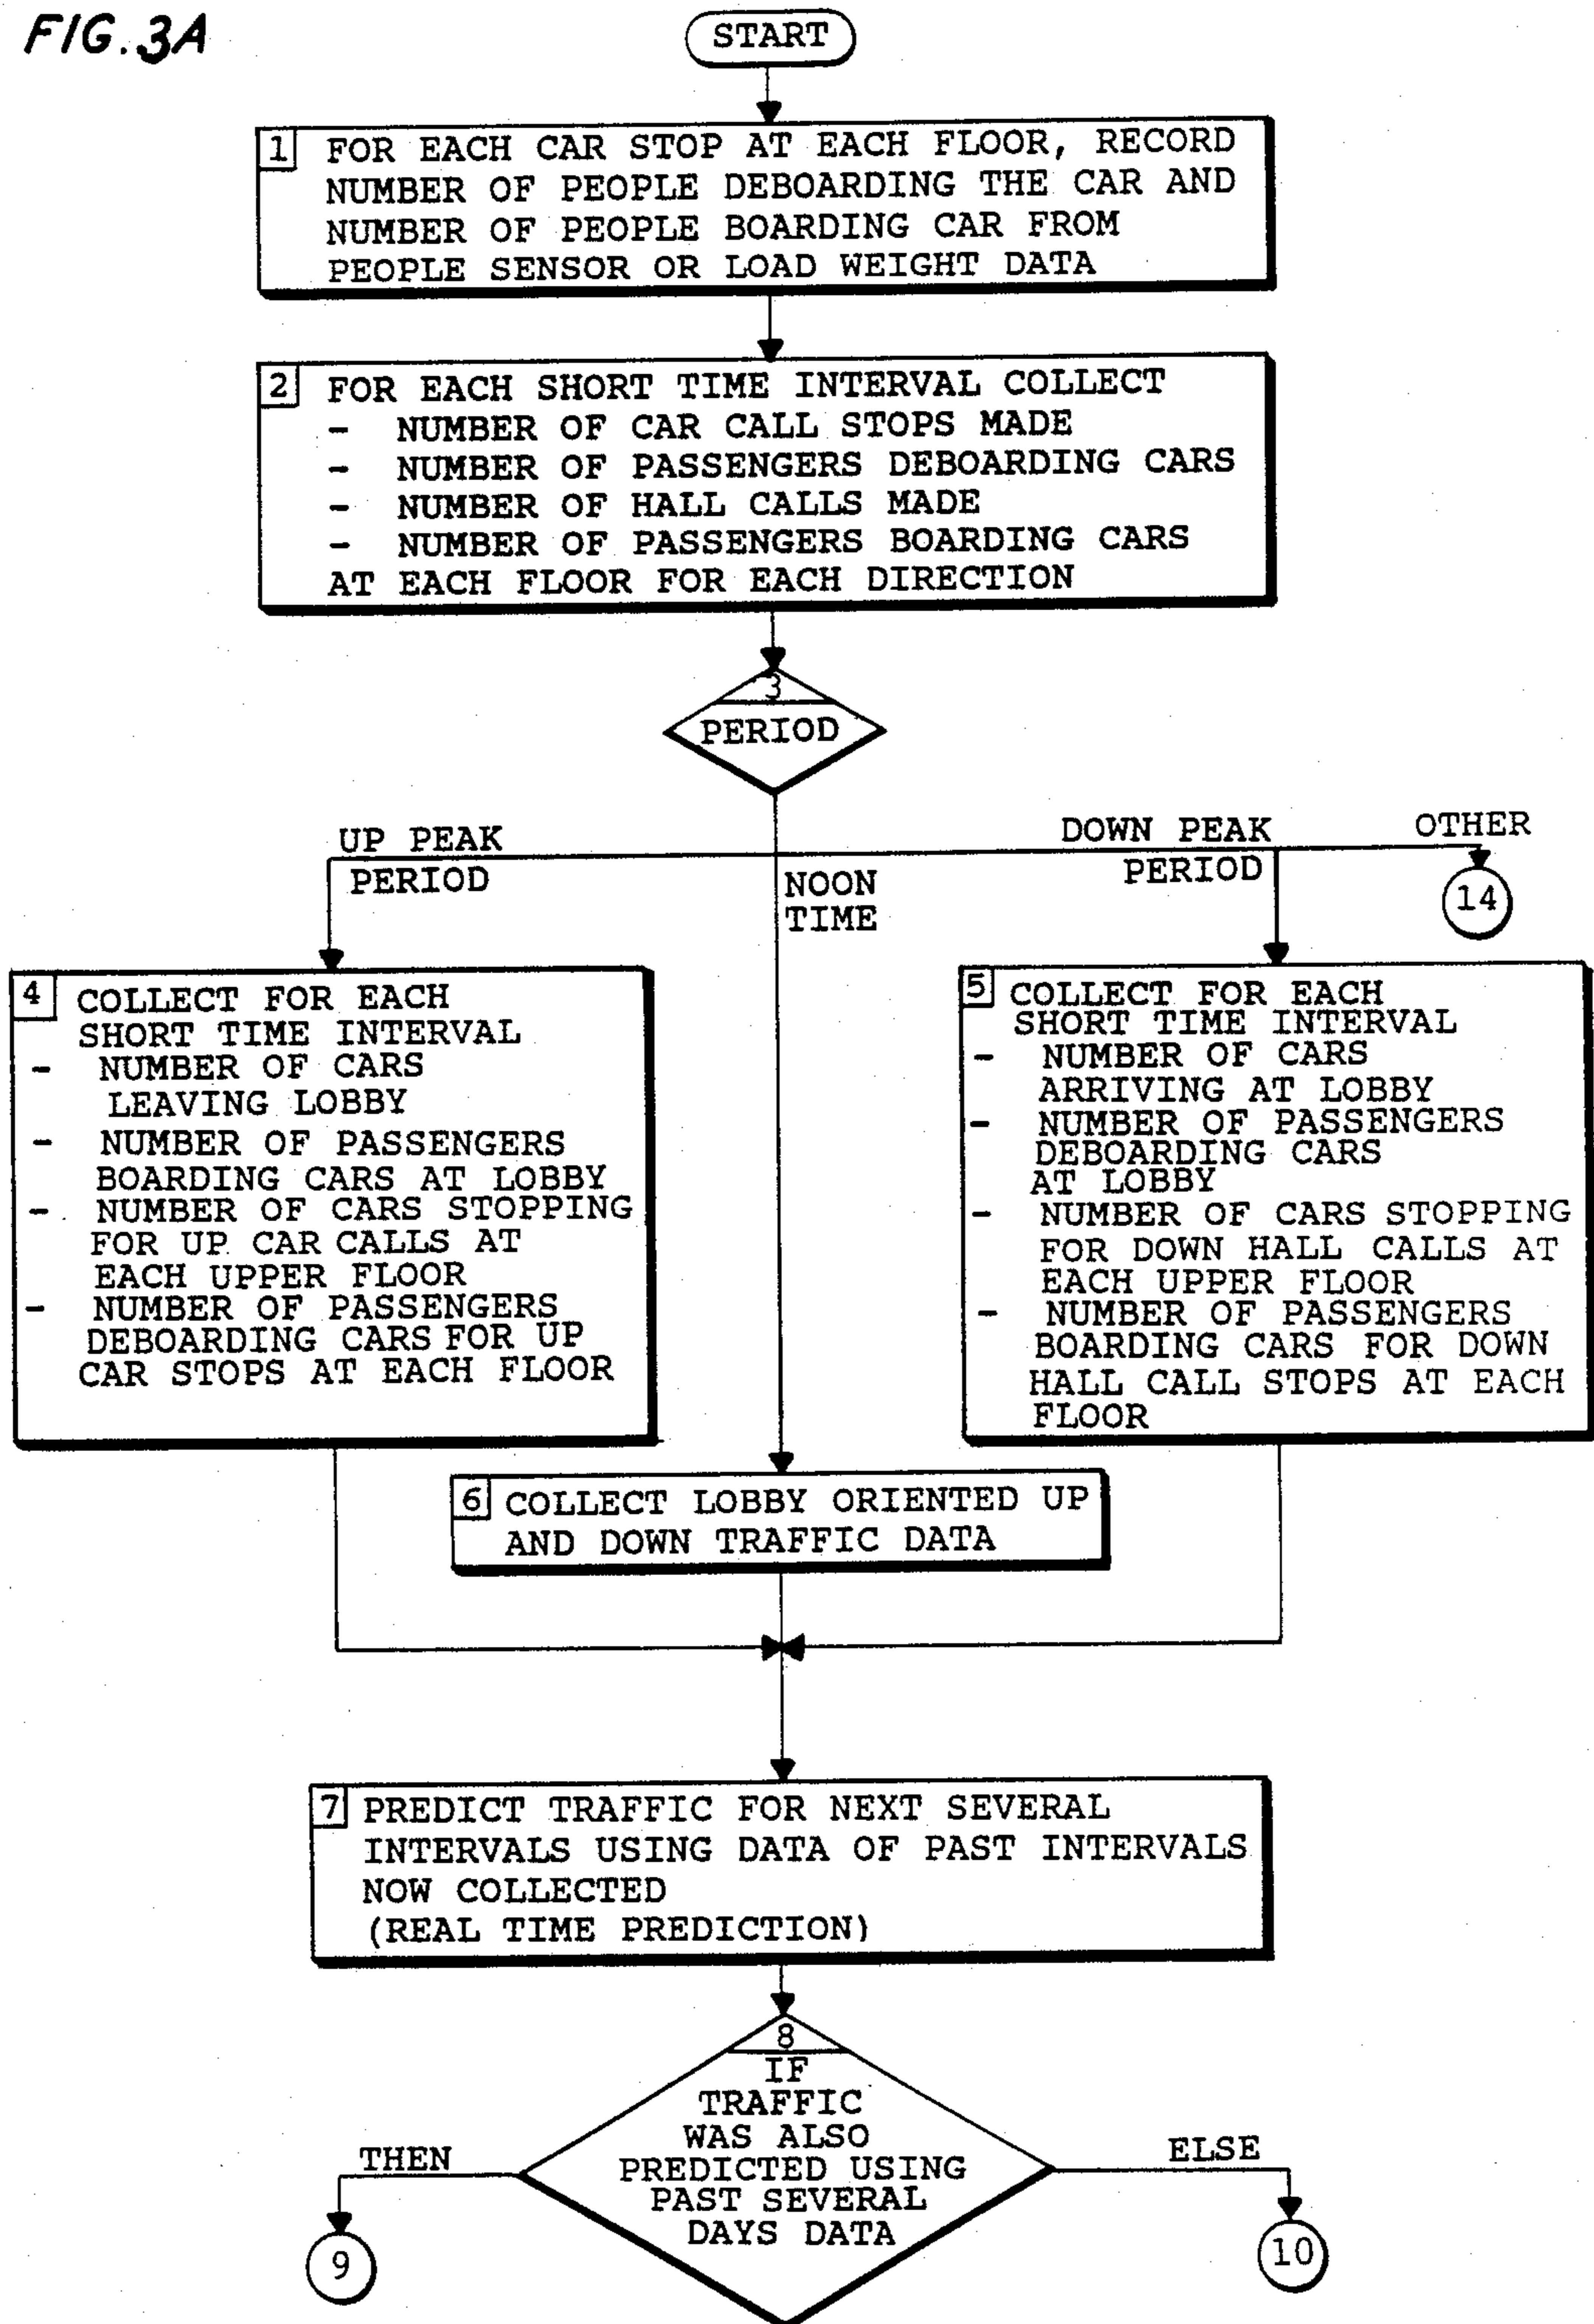 FIG. 3A
START
1 FOR EACH CAR STOP AT EACH FLOOR, RECORD
NUMBER OF PEOPLE DEBOARDING THE CAR AND
NUMBER OF PEOPLE BOARDING CAR FROM
PEOPLE SENSOR OR LOAD WEIGHT DATA
2 FOR EACH SHORT TIME INTERVAL COLLECT
- NUMBER OF CAR CALL STOPS MADE
- NUMBER OF PASSENGERS DEBOARDING CARS
- NUMBER OF HALL CALLS MADE
- NUMBER OF PASSENGERS BOARDING CARS
AT EACH FLOOR FOR EACH DIRECTION
3
PERIOD
UP PEAK
PERIOD
NOON
TIME
DOWN PEAK
PERIOD
OTHER
14
4 COLLECT FOR EACH
SHORT TIME INTERVAL
- NUMBER OF CARS
LEAVING LOBBY
- NUMBER OF PASSENGERS
BOARDING CARS AT LOBBY
- NUMBER OF CARS STOPPING
FOR UP CAR CALLS AT
EACH UPPER FLOOR
- NUMBER OF PASSENGERS
DEBOARDING CARS FOR UP
CAR STOPS AT EACH FLOOR
5 COLLECT FOR EACH
SHORT TIME INTERVAL
- NUMBER OF CARS
ARRIVING AT LOBBY
- NUMBER OF PASSENGERS
DEBOARDING CARS
AT LOBBY
- NUMBER OF CARS STOPPING
FOR DOWN HALL CALLS AT
EACH UPPER FLOOR
- NUMBER OF PASSENGERS
BOARDING CARS FOR DOWN
HALL CALL STOPS AT EACH
FLOOR
6 COLLECT LOBBY ORIENTED UP
AND DOWN TRAFFIC DATA
7 PREDICT TRAFFIC FOR NEXT SEVERAL
INTERVALS USING DATA OF PAST INTERVALS
NOW COLLECTED
(REAL TIME PREDICTION)
8
IF
TRAFFIC
WAS ALSO
PREDICTED USING
PAST SEVERAL
DAYS DATA
THEN
9
ELSE
10